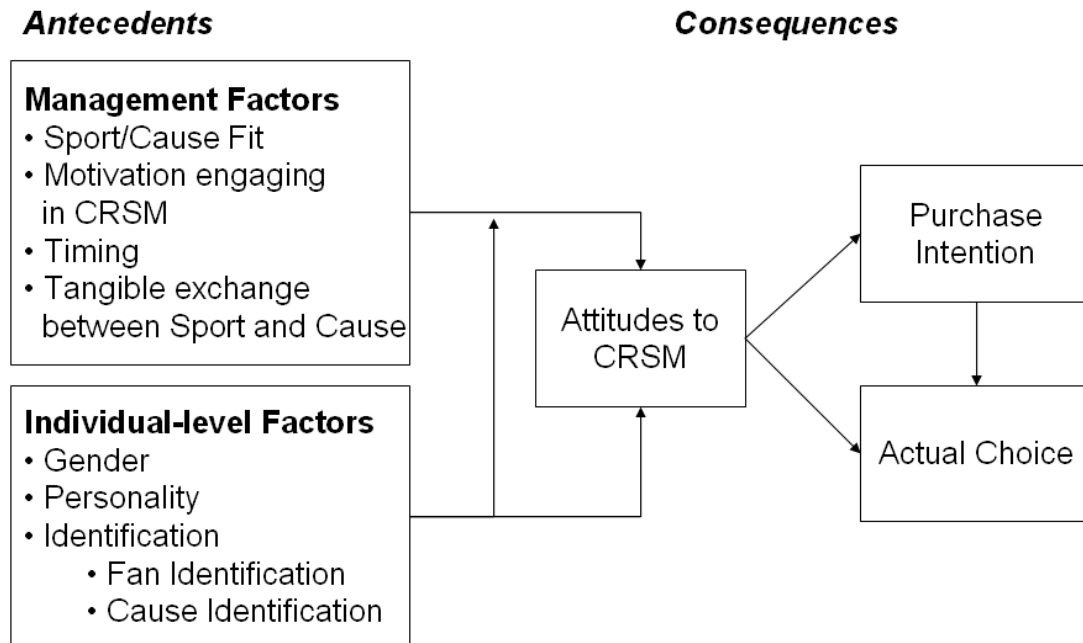 Antecedents
Consequences
Management Factors
• Sport/Cause Fit
• Motivation engaging
in CRSM
• Timing
• Tangible exchange
between Sport and Cause
Individual-level Factors
• Gender
• Personality
• Identification
• Fan Identification
• Cause Identification
Attitudes to
CRSM
Purchase
Intention
Actual Choice